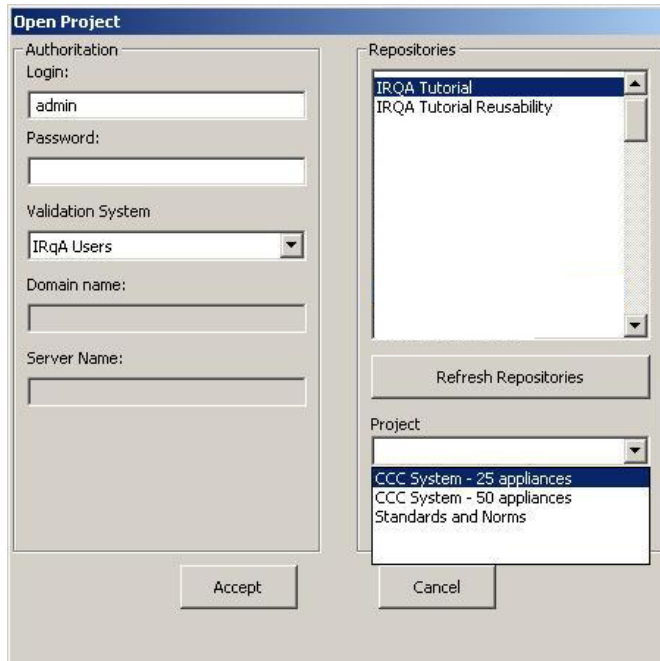 Open Project
Authoritation
Login:
admin
Password:
Validation System
IRqA Users
Domain name:
Server Name:
Repositories
IRQA Tutorial
IRQA Tutorial Reusability
Refresh Repositories
Project
CCC System - 25 appliances
CCC System - 50 appliances
Standards and Norms
Accept
Cancel